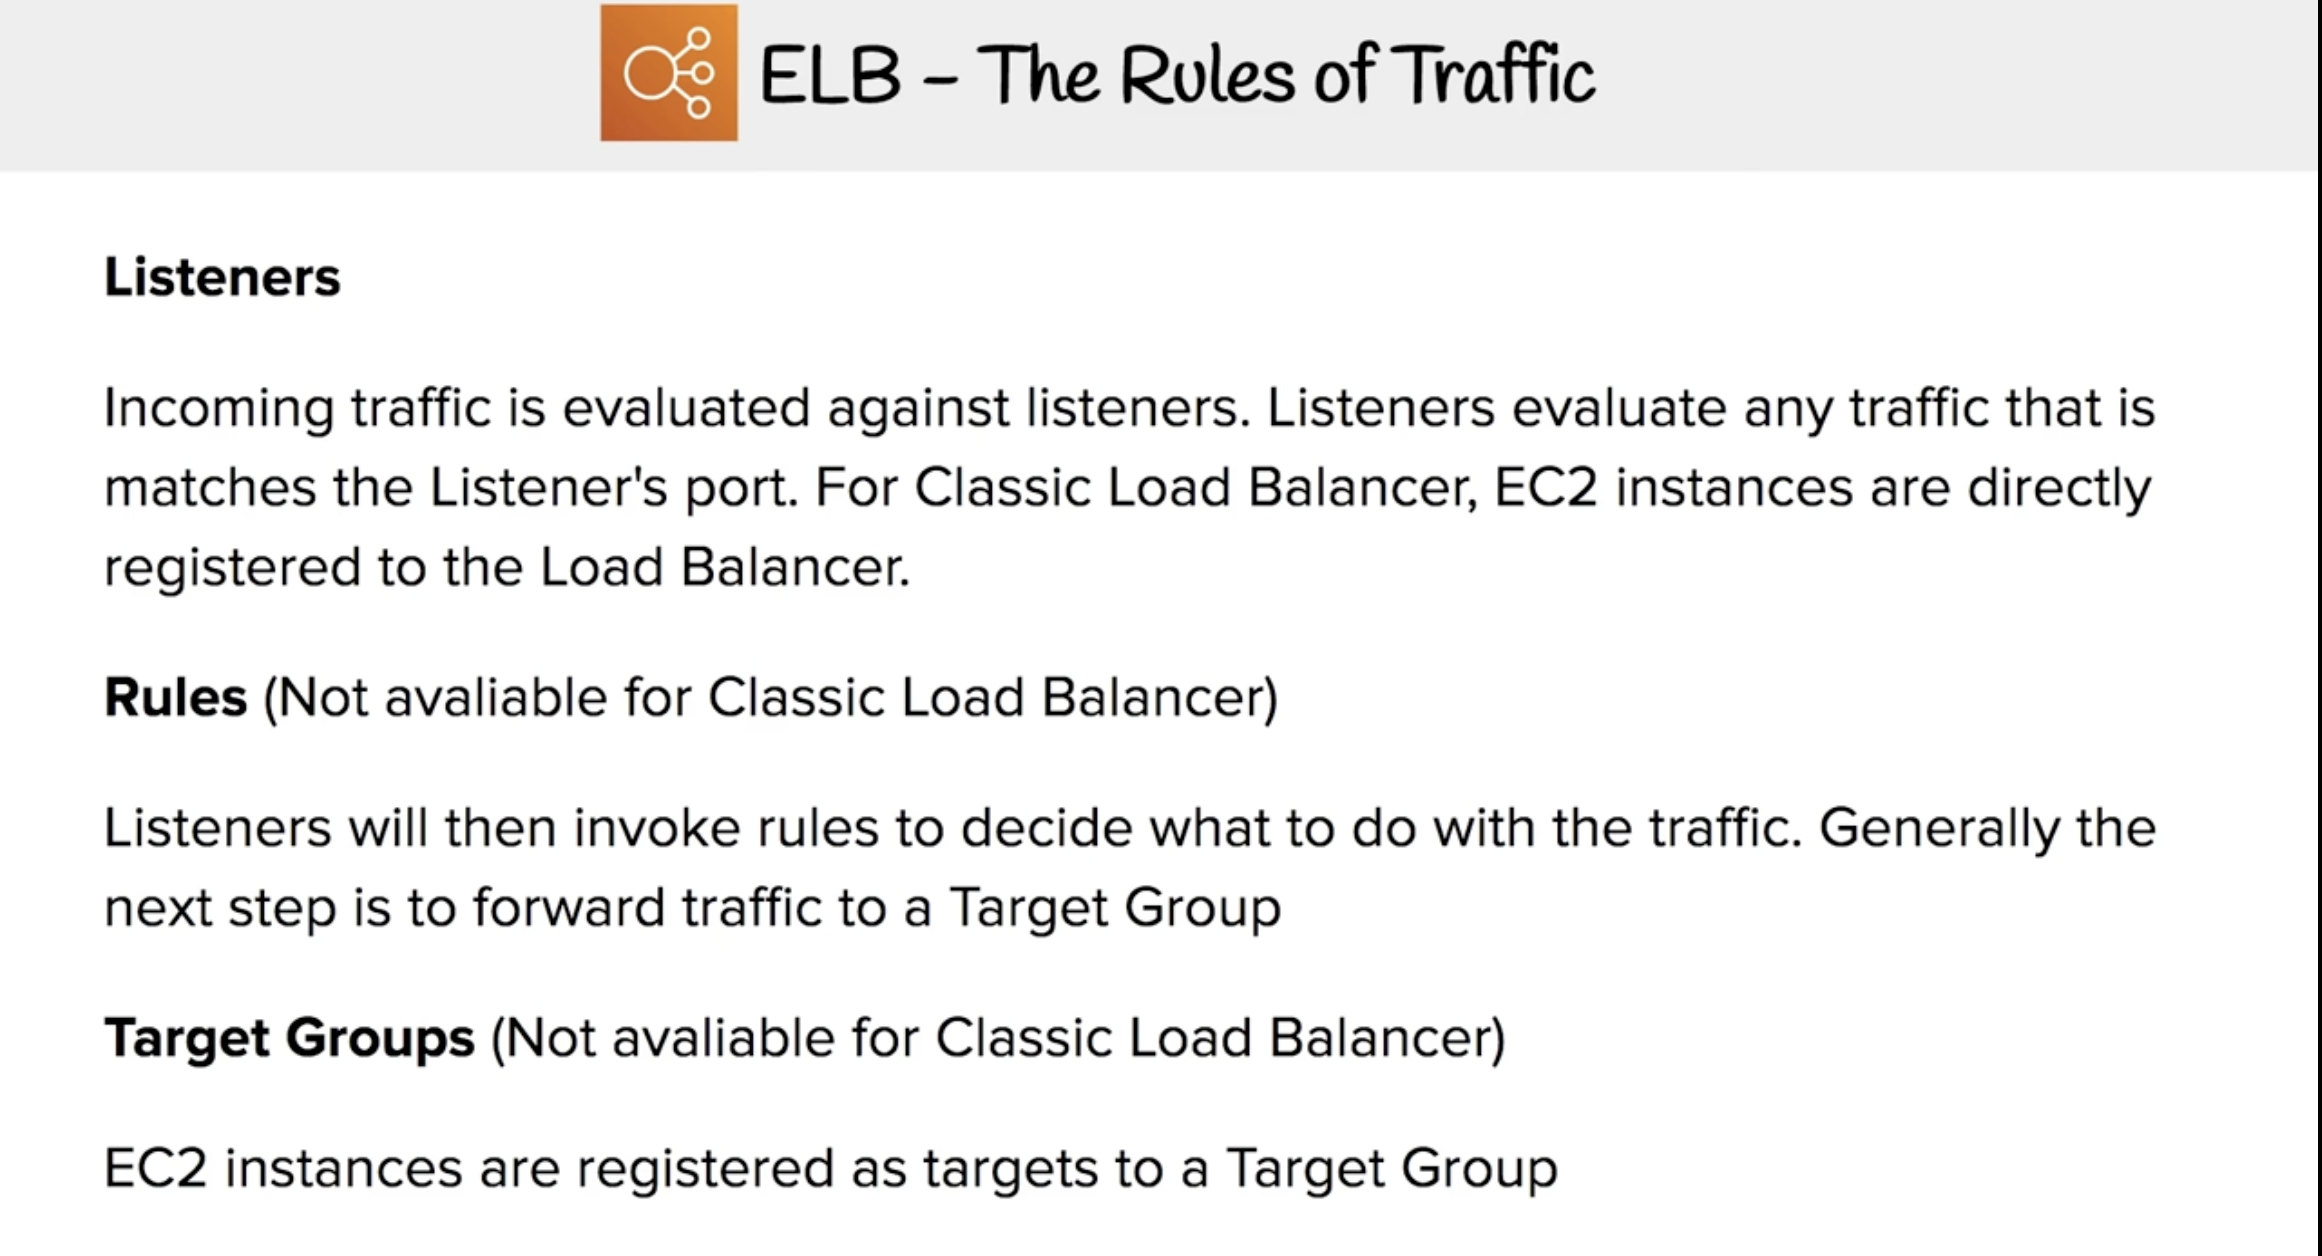 ELB – The Rules of Traffic
Listeners
Incoming traffic is evaluated against listeners. Listeners evaluate any traffic that is
matches the Listener's port. For Classic Load Balancer, EC2 instances are directly
registered to the Load Balancer.
Rules (Not avaliable for Classic Load Balancer)
Listeners will then invoke rules to decide what to do with the traffic. Generally the
next step is to forward traffic to a Target Group
Target Groups (Not avaliable for Classic Load Balancer)
EC2 instances are registered as targets to a Target Group